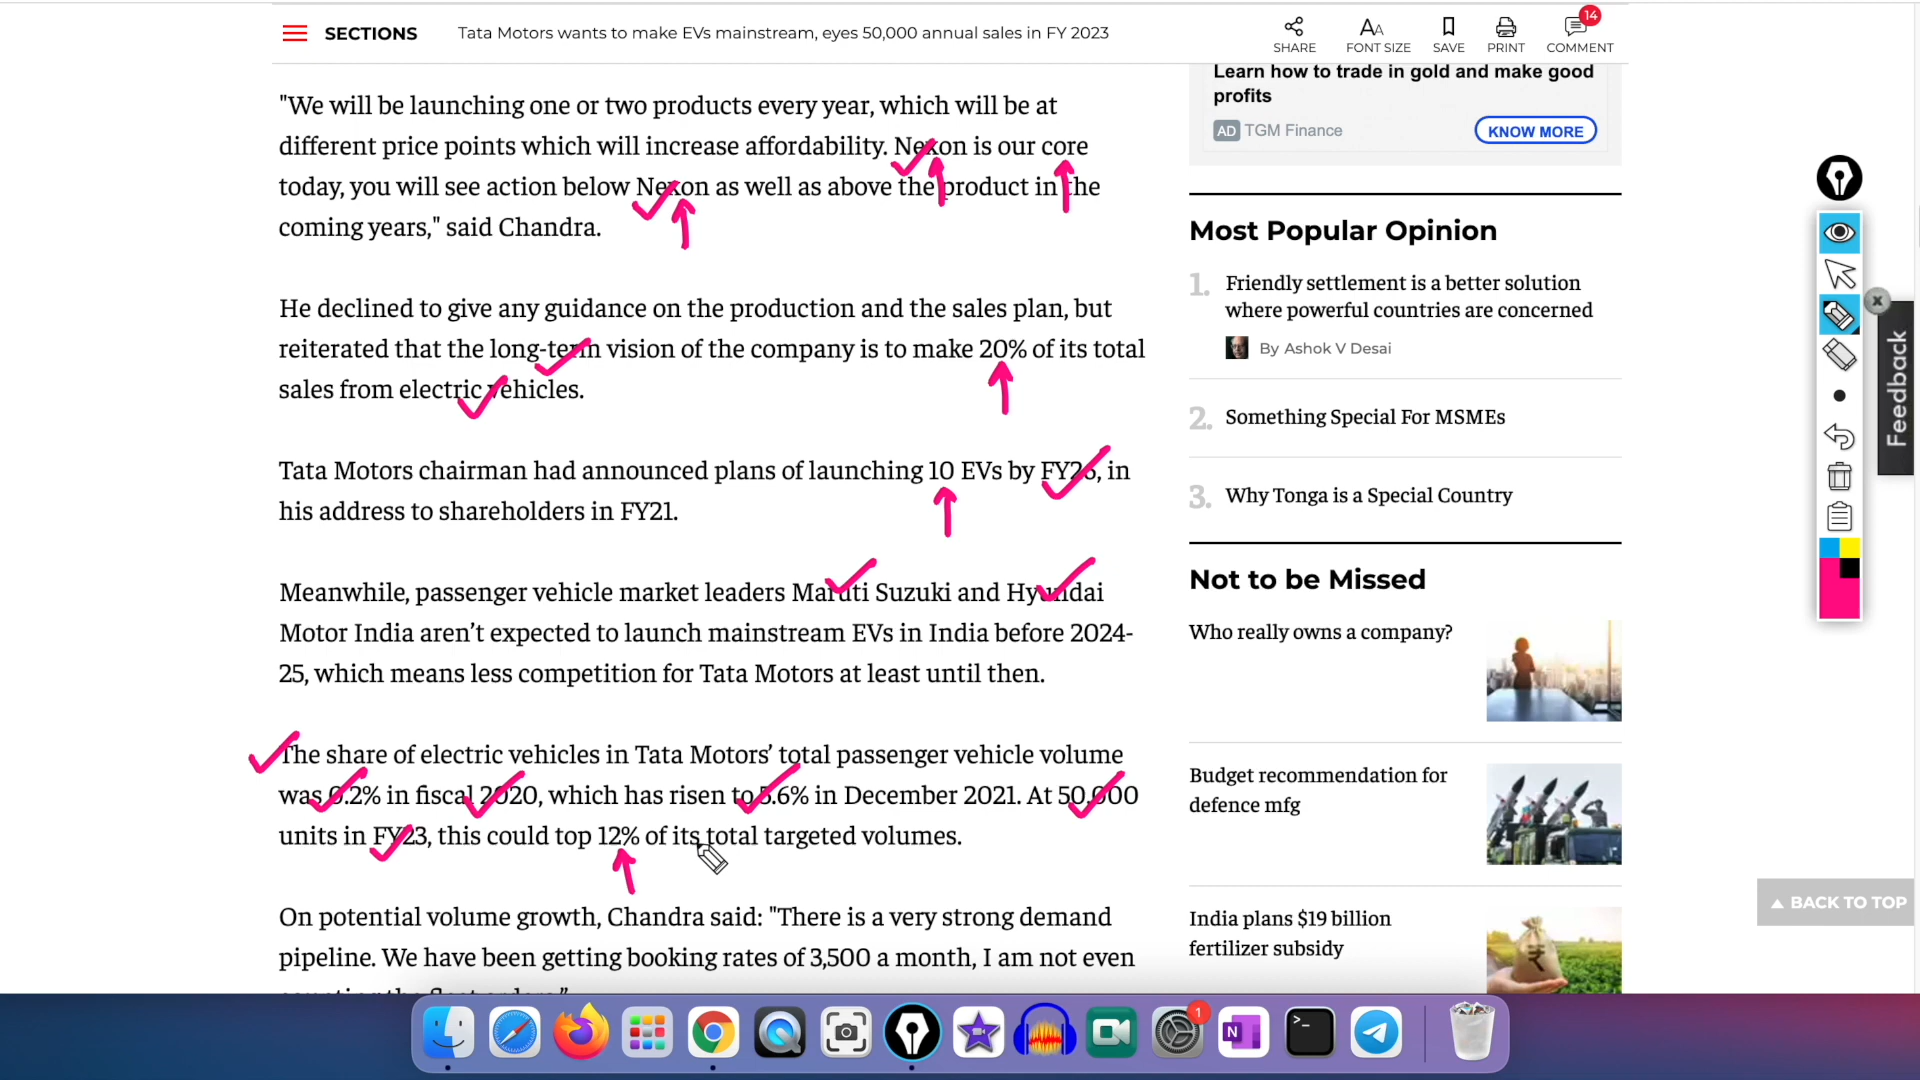 SECTIONS
Tata Motors wants to make EVs mainstream, eyes 50,000 annual sales in FY 2023
SHARE
FONT SIZE
SAVE
PRINT
14
COMMENT
"We will be launching one or two products every year, which will be at
different price points which will increase affordability. Nexon is our core
today, you will see action below Nexon as well as above the product in the
coming years," said Chandra.
He declined to give any guidance on the production and the sales plan, but
reiterated that the long-term vision of the company is to make 20% of its total
sales from electric vehicles.
Tata Motors chairman had announced plans of launching 10 EVs by FY26, in
his address to shareholders in FY21.
Meanwhile, passenger vehicle market leaders Maruti Suzuki and Hyundai
Motor India aren’t expected to launch mainstream EVs in India before 2024-
25, which means less competition for Tata Motors at least until then.
The share of electric vehicles in Tata Motors’ total passenger vehicle volume
was 0.2% in fiscal 2020, which has risen to 5.6% in December 2021. At 50,000
units in FY23, this could top 12% of its total targeted volumes.
On potential volume growth, Chandra said: "There is a very strong demand
pipeline. We have been getting booking rates of 3,500 a month, I am not even
Learn how to trade in gold and make good
profits
AD TGM Finance
KNOW MORE
Most Popular Opinion
1. Friendly settlement is a better solution
where powerful countries are concerned
By Ashok V Desai
2. Something Special For MSMEs
3. Why Tonga is a Special Country
Not to be Missed
Who really owns a company?
Budget recommendation for
defence mfg
India plans $19 billion
fertilizer subsidy
x
Feedback
BACK TO TOP
1